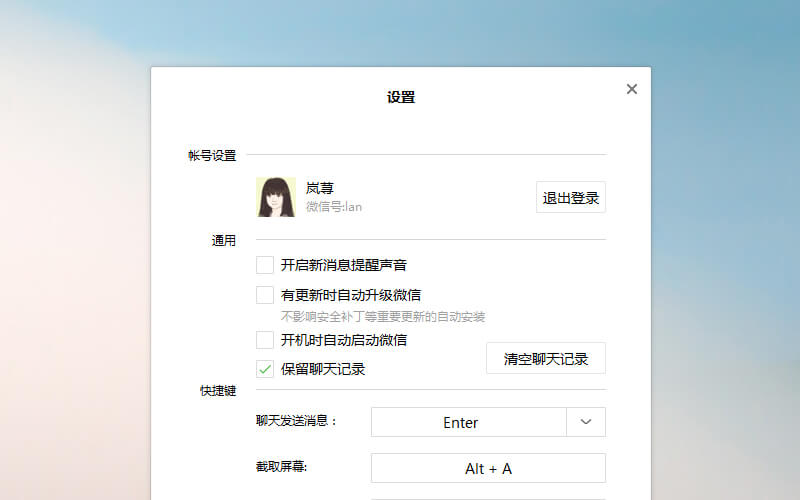 设置
帐号设置
岚荨
微信号:lan
退出登录
通用
开启新消息提醒声音
有更新时自动升级微信
不影响安全补丁等重要更新的自动安装
开机时自动启动微信
保留聊天记录
清空聊天记录
快捷键
聊天发送消息：
Enter
截取屏幕:
Alt + A